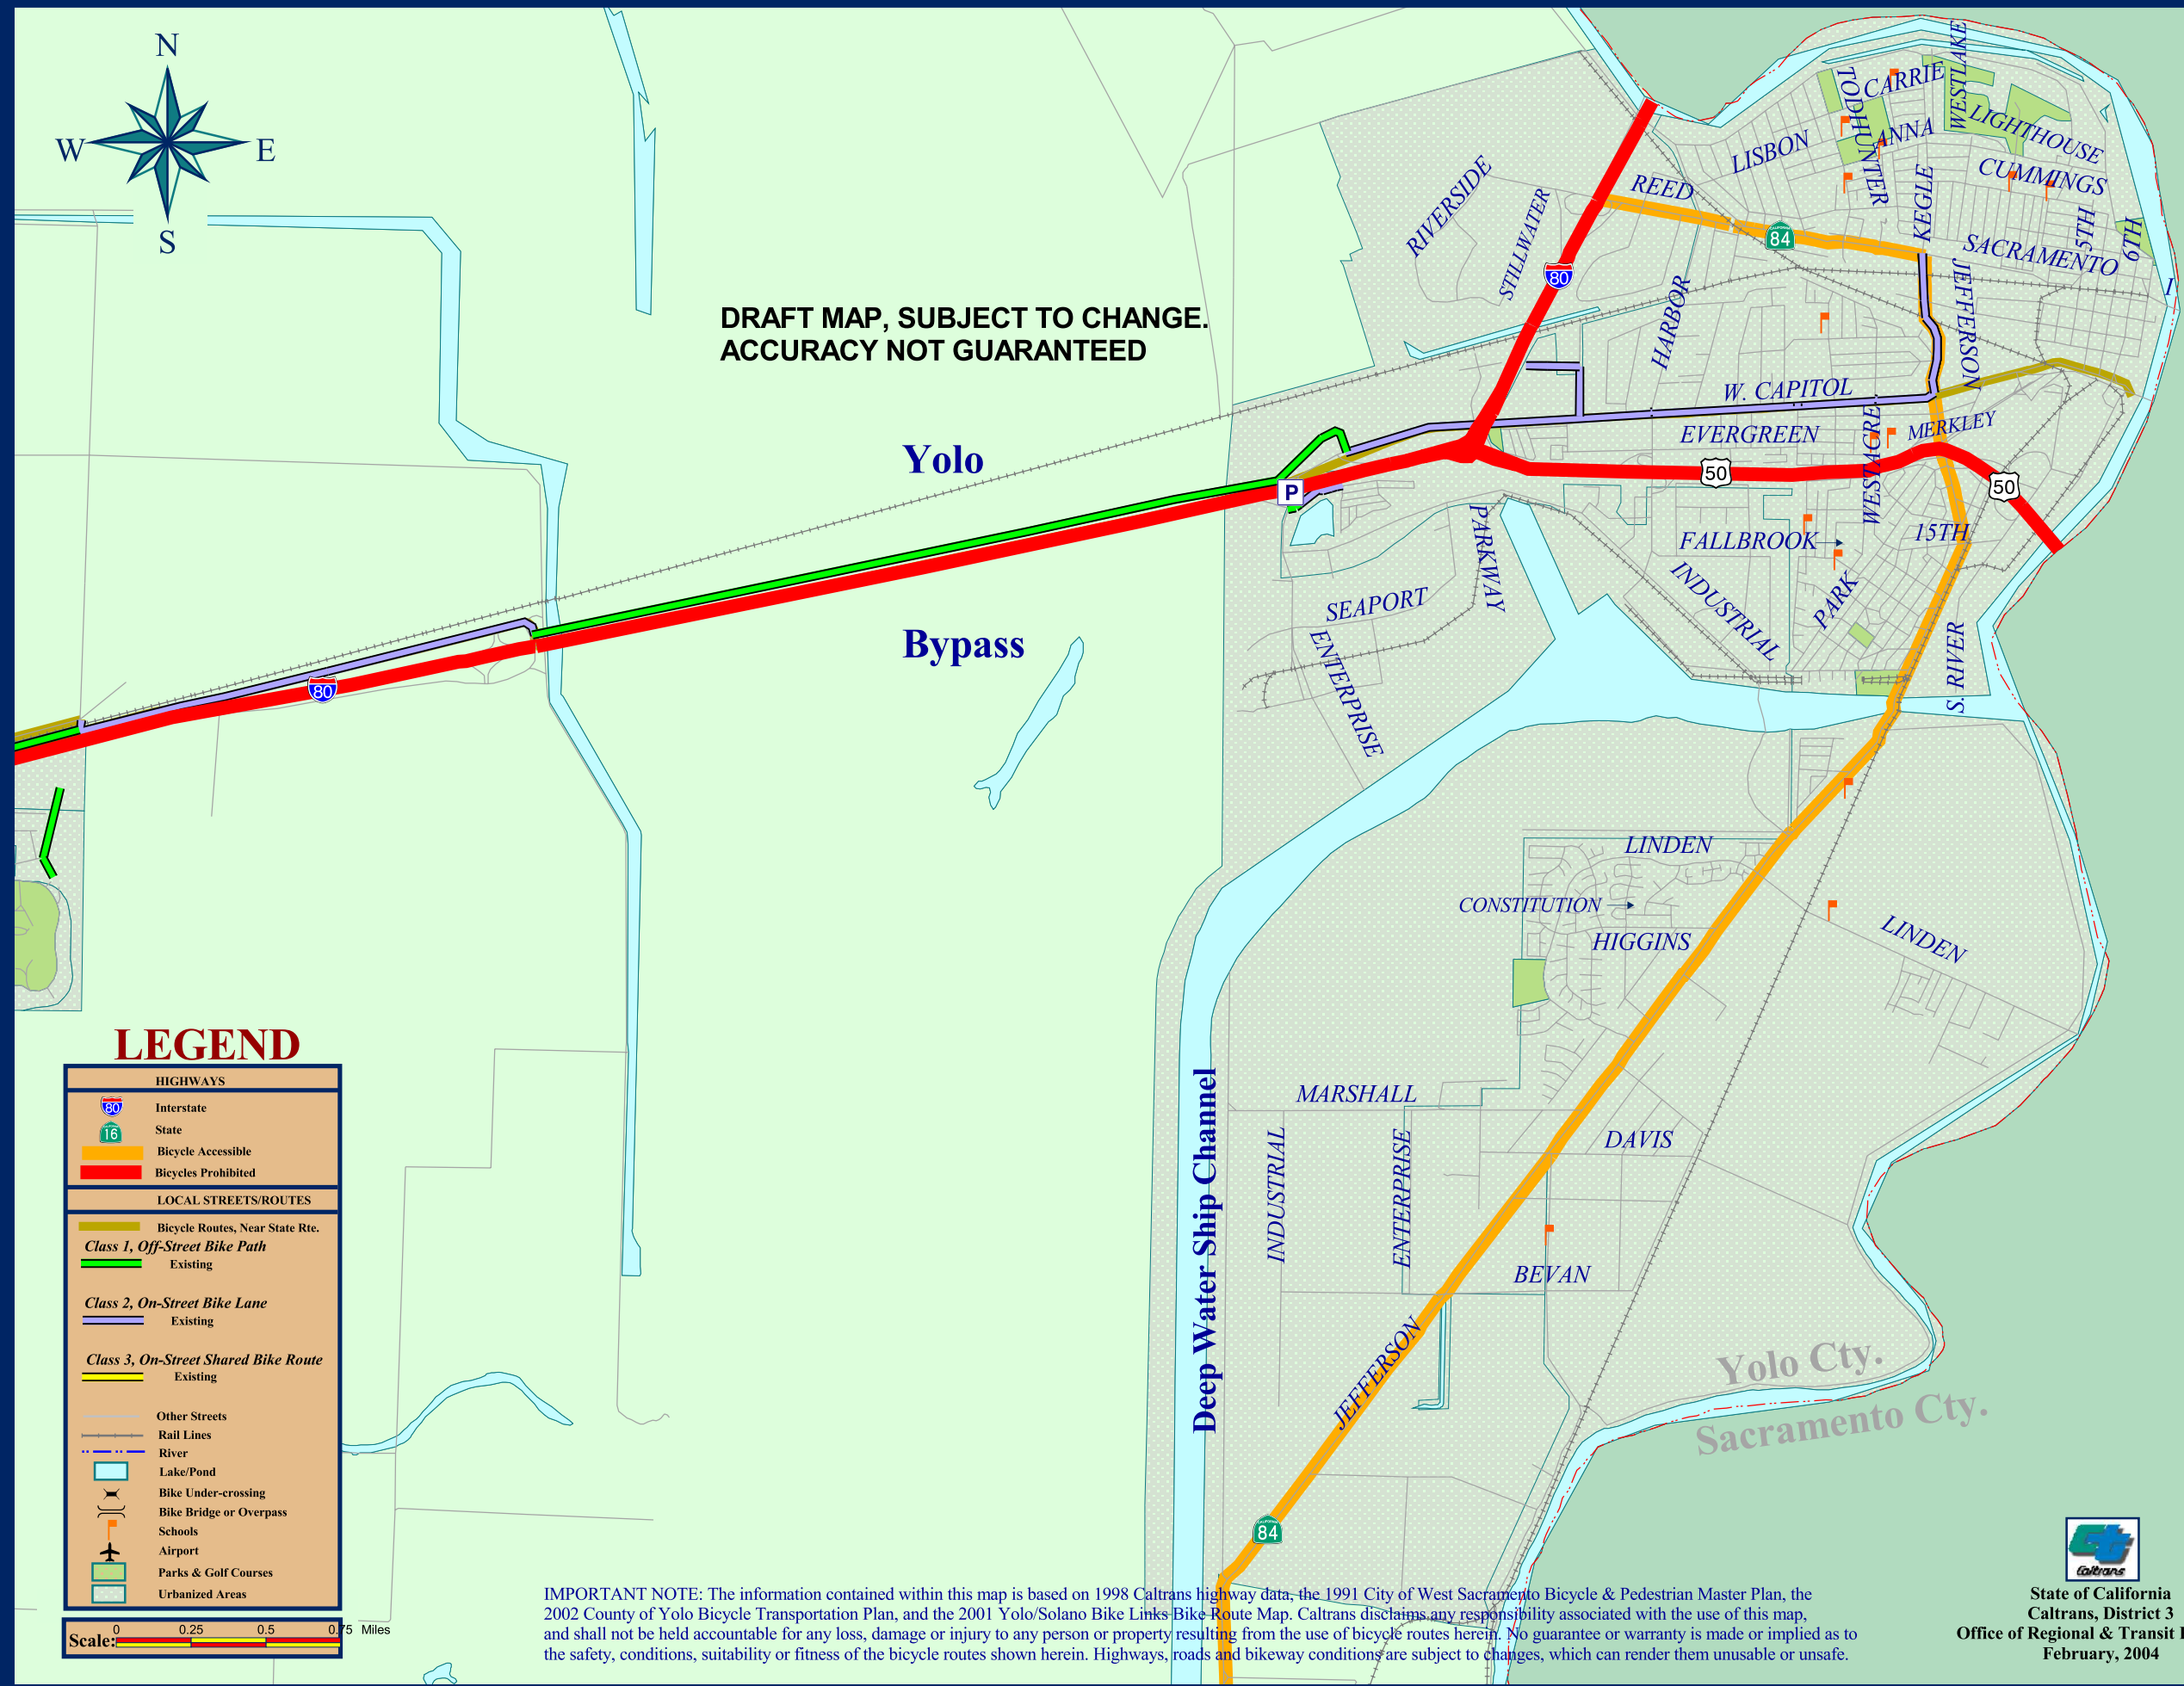 N
W
E
S
DRAFT MAP, SUBJECT TO CHANGE.
ACCURACY NOT GUARANTEED
Yolo
Bypass
RIVERSIDE
STILLWATER
REED
LISBON
TODHUNTER
CARRIE
ANNA
WESTLAKE
LIGHTHOUSE
CUMMINGS
KEGLE
5TH
6TH
SACRAMENTO
I
JEFFERSON
HARBOR
CALIFORNIA
84
80
W. CAPITOL
EVERGREEN
WESTACRE
MERKLEY
50
50
P
15TH
FALLBROOK
PARKWAY
SEAPORT
ENTERPRISE
INDUSTRIAL
PARK
S. RIVER
80
LINDEN
CONSTITUTION
HIGGINS
LINDEN
MARSHALL
DAVIS
INDUSTRIAL
ENTERPRISE
BEVAN
JEFFERSON
Deep Water Ship Channel
CALIFORNIA
84
Yolo Cty.
Sacramento Cty.
LEGEND
HIGHWAYS
80 Interstate
16 State
Bicycle Accessible
Bicycles Prohibited
LOCAL STREETS/ROUTES
Bicycle Routes, Near State Rte.
Class 1, Off-Street Bike Path
Existing
Class 2, On-Street Bike Lane
Existing
Class 3, On-Street Shared Bike Route
Existing
Other Streets
Rail Lines
River
Lake/Pond
Bike Under-crossing
Bike Bridge or Overpass
Schools
Airport
Parks & Golf Courses
Urbanized Areas
Scale: 0 0.25 0.5 0.75 Miles
IMPORTANT NOTE: The information contained within this map is based on 1998 Caltrans highway data, the 1991 City of West Sacramento Bicycle & Pedestrian Master Plan, the
2002 County of Yolo Bicycle Transportation Plan, and the 2001 Yolo/Solano Bike Links Bike Route Map. Caltrans disclaims any responsibility associated with the use of this map,
and shall not be held accountable for any loss, damage or injury to any person or property resulting from the use of bicycle routes herein. No guarantee or warranty is made or implied as to
the safety, conditions, suitability or fitness of the bicycle routes shown herein. Highways, roads and bikeway conditions are subject to changes, which can render them unusable or unsafe.
Caltrans
State of California
Caltrans, District 3
Office of Regional & Transit
February, 2004